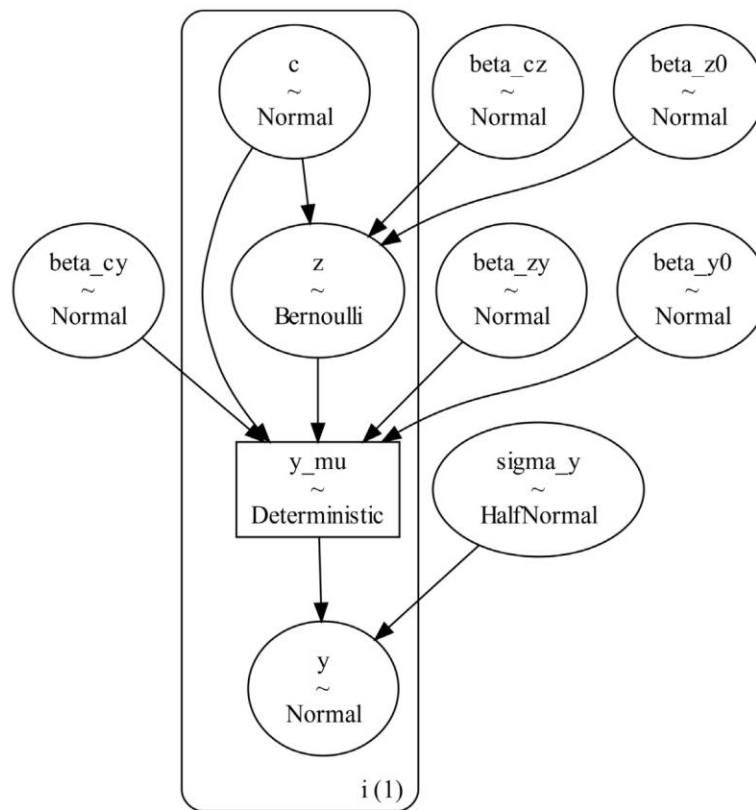 c
~
Normal
beta_cz
~
Normal
beta_z0
~
Normal
beta_cy
~
Normal
z
~
Bernoulli
beta_zy
~
Normal
beta_y0
~
Normal
y_mu
~
Deterministic
sigma_y
~
HalfNormal
y
~
Normal
i (1)